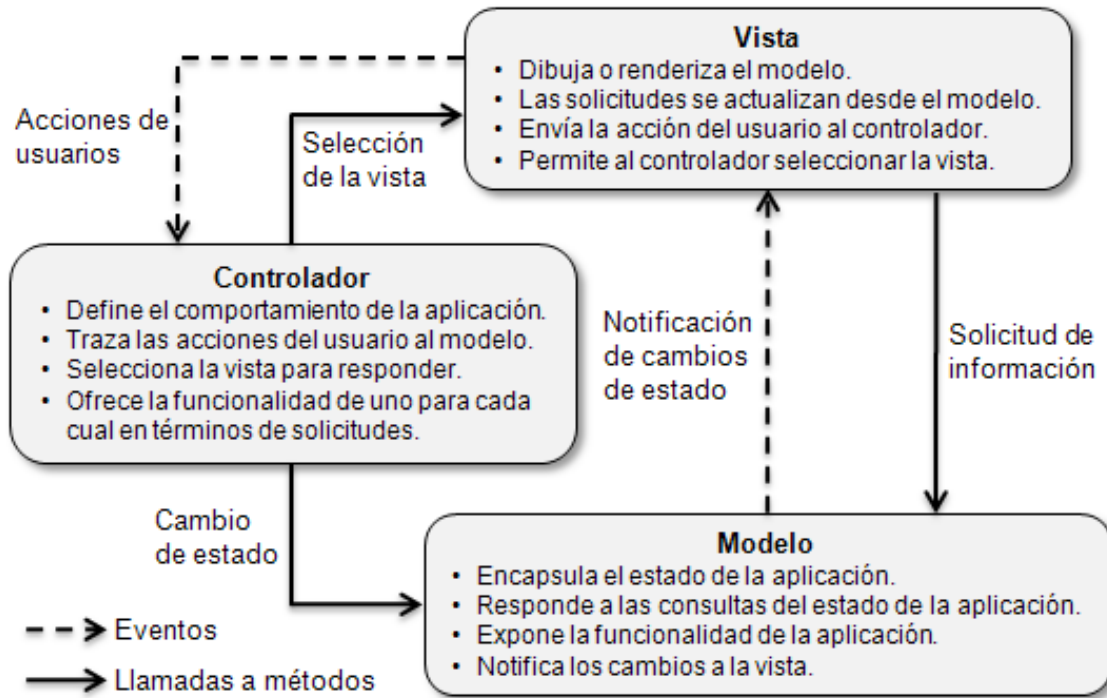 Vista
• Dibuja o renderiza el modelo.
• Las solicitudes se actualizan desde el modelo.
• Envía la acción del usuario al controlador.
• Permite al controlador seleccionar la vista.
Acciones de
usuarios
Selección
de la vista
Controlador
• Define el comportamiento de la aplicación.
• Traza las acciones del usuario al modelo.
• Selecciona la vista para responder.
• Ofrece la funcionalidad de uno para cada
cual en términos de solicitudes.
Notificación
de cambios
de estado
Solicitud de
información
Cambio
de estado
Modelo
• Encapsula el estado de la aplicación.
• Responde a las consultas del estado de la aplicación.
• Expone la funcionalidad de la aplicación.
• Notifica los cambios a la vista.
Eventos
Llamadas a métodos